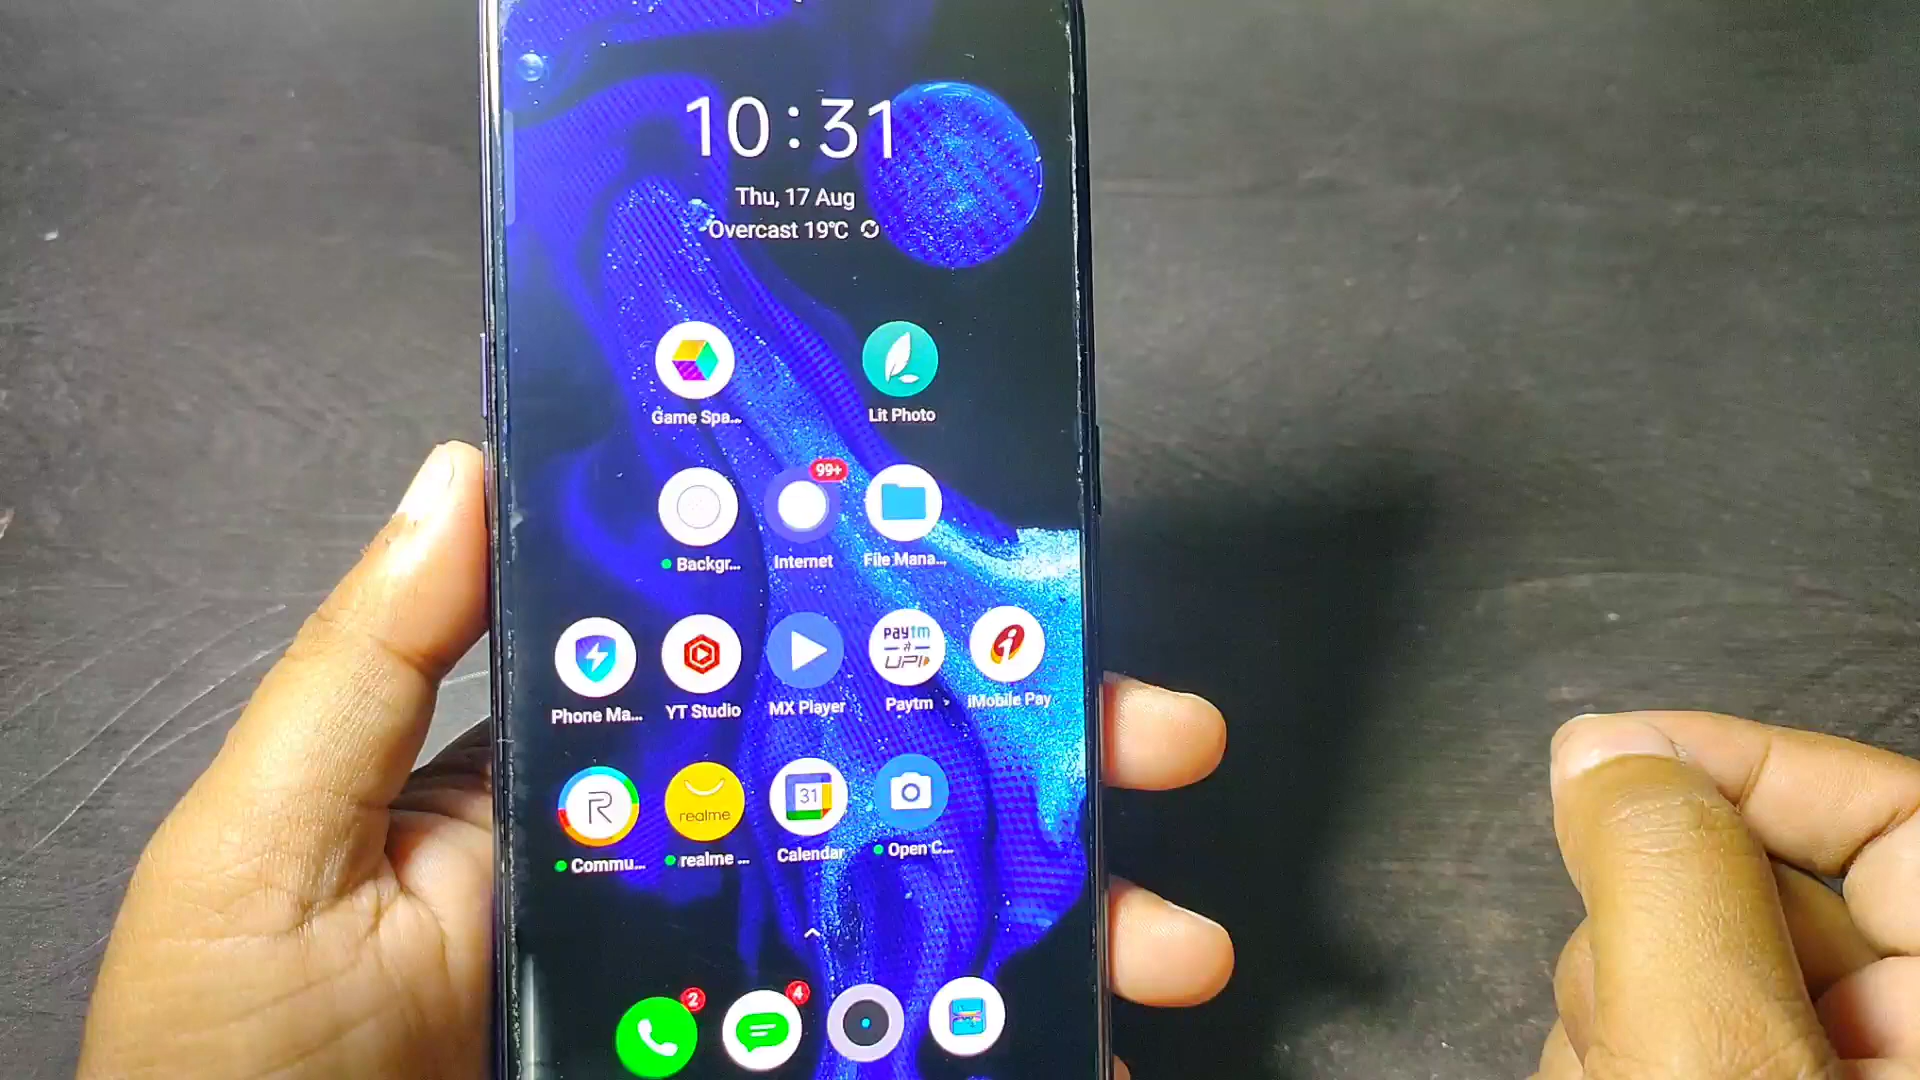 10:31
Thu, 17 Aug
Overcast 19°C
Game Spa...
Lit Photo
99+
Backgr...
Internet
File Mana...
paytm
UPI
Phone Ma...
YT Studio
MX Player
Paytm
iMobile Pay
R
realme
31
Commu...
realme ...
Calendar
Open C...
2
4